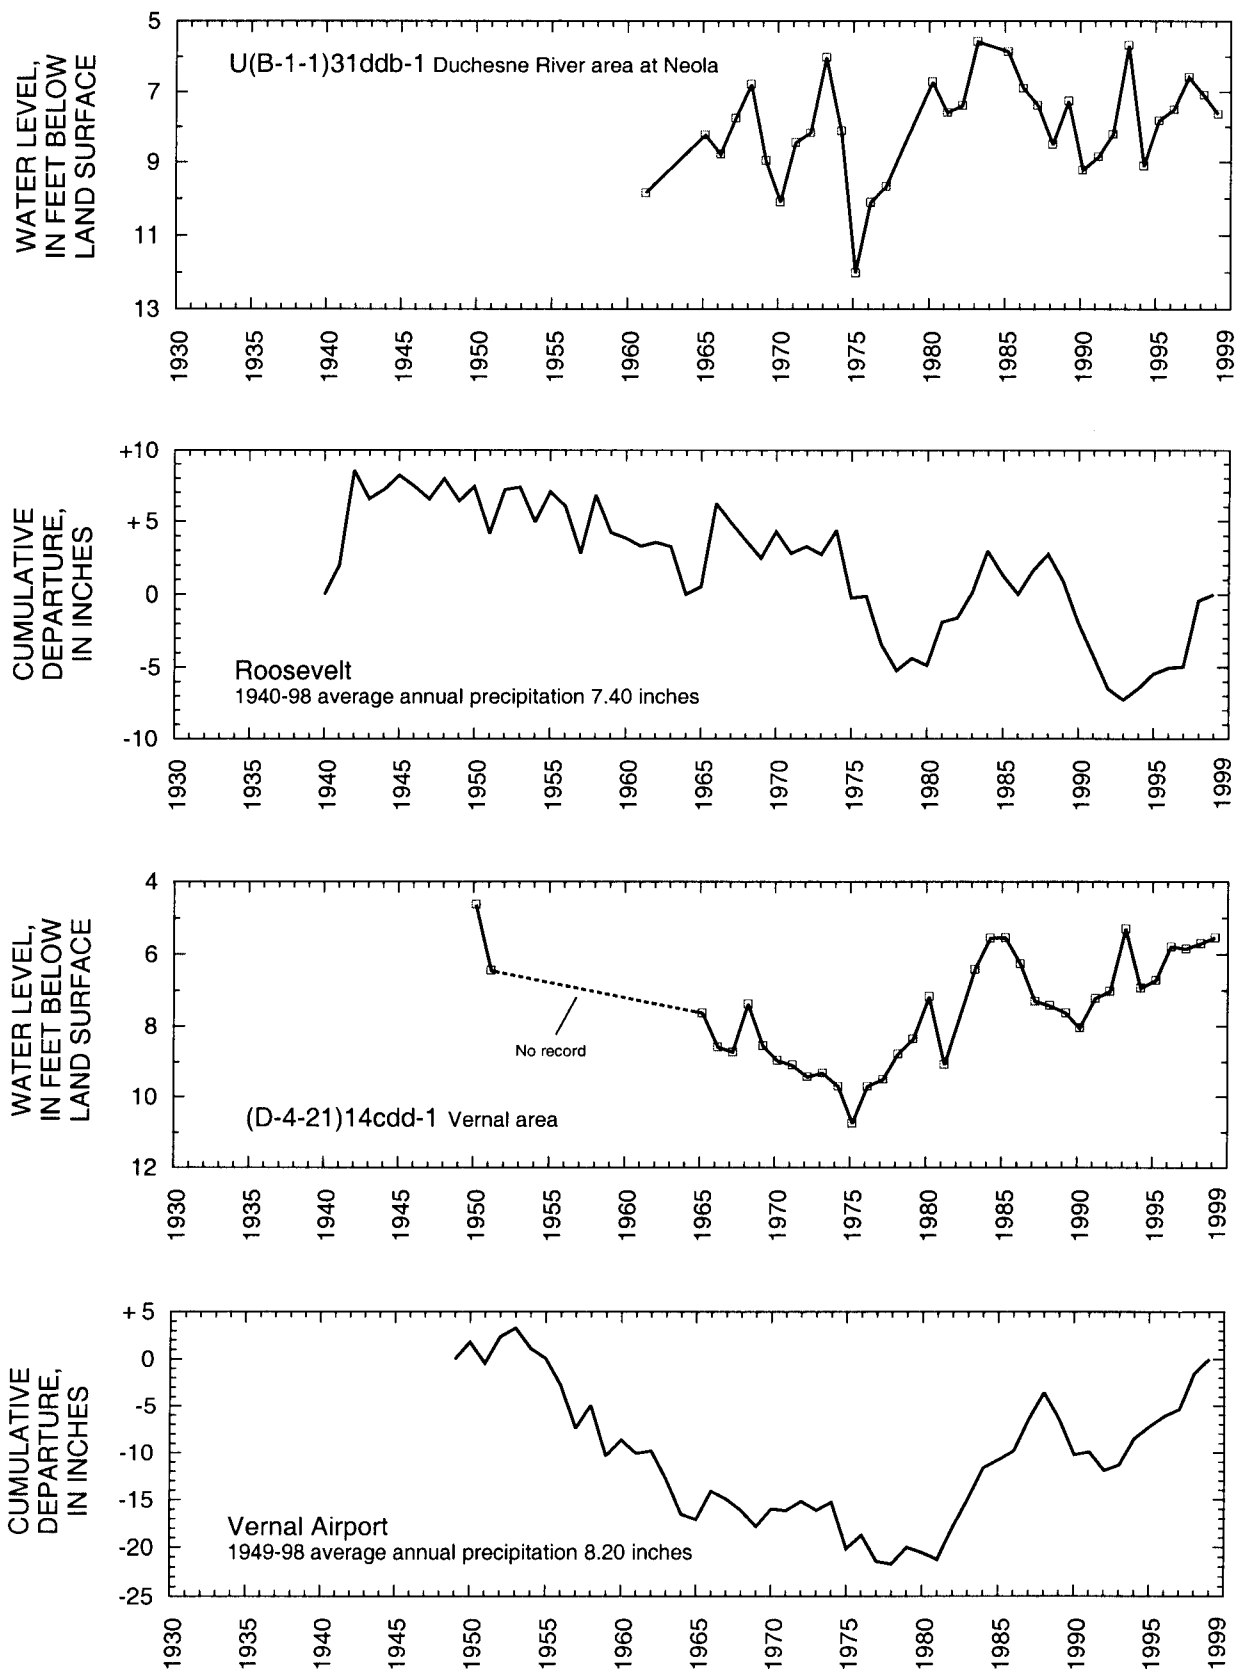 5
7
9
11
13
WATER LEVEL,
IN FEET BELOW
LAND SURFACE
U(B-1-1)31ddb-1 Duchesne River area at Neola
1930 1935 1940 1945 1950 1955 1960 1965 1970 1975 1980 1985 1990 1995 1999
+10
+5
0
-5
-10
CUMULATIVE
DEPARTURE,
IN INCHES
Roosevelt
1940-98 average annual precipitation 7.40 inches
1930 1935 1940 1945 1950 1955 1960 1965 1970 1975 1980 1985 1990 1995 1999
4
6
8
10
12
WATER LEVEL,
IN FEET BELOW
LAND SURFACE
No record
(D-4-21)14cdd-1 Vernal area
1930 1935 1940 1945 1950 1955 1960 1965 1970 1975 1980 1985 1990 1995 1999
+5
0
-5
-10
-15
-20
-25
CUMULATIVE
DEPARTURE,
IN INCHES
Vernal Airport
1949-98 average annual precipitation 8.20 inches
1930 1935 1940 1945 1950 1955 1960 1965 1970 1975 1980 1985 1990 1995 1999